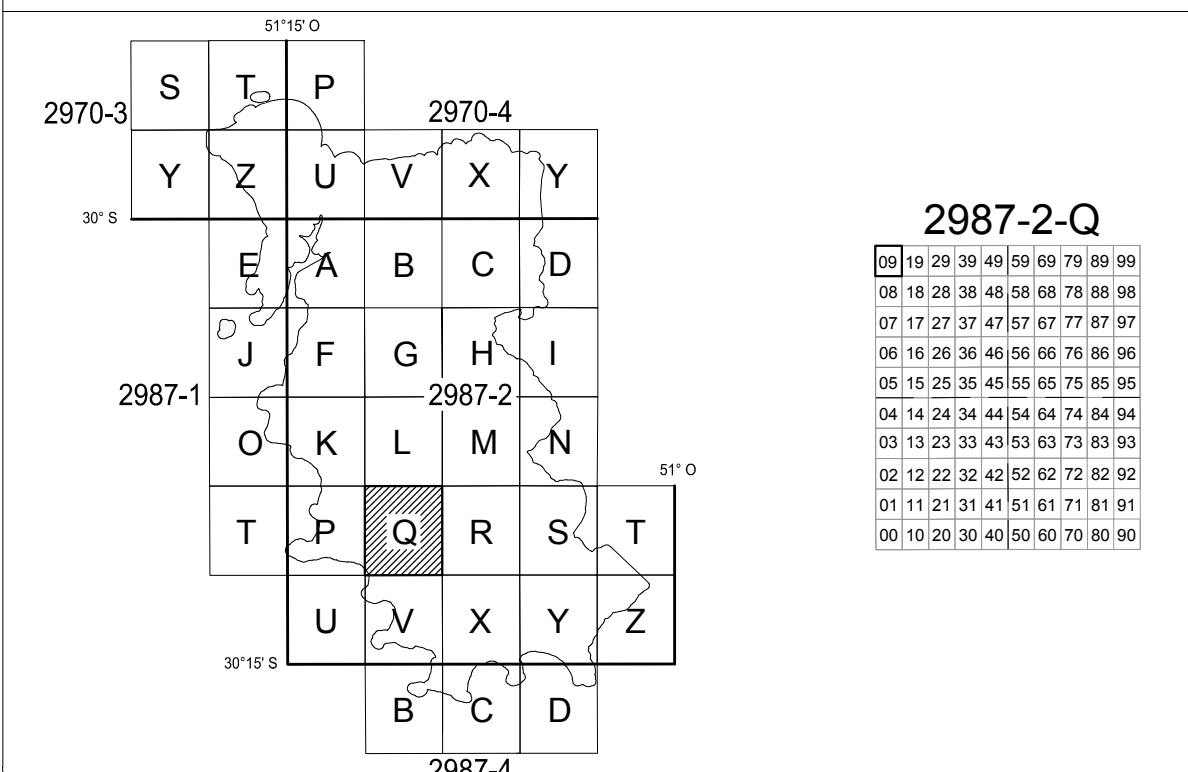 51°15' O
S T P
2970-3 2970-4
Y Z U V X Y
30° S
E A B C D
J F G H I
2987-1 2987-2
O K L M N
51° O
T P Q R S T
U V X Y Z
30°15' S
B C D
2987-4
2987-2-Q
09 19 29 39 49 59 69 79 89 99
08 18 28 38 48 58 68 78 88 98
07 17 27 37 47 57 67 77 87 97
06 16 26 36 46 56 66 76 86 96
05 15 25 35 45 55 65 75 85 95
04 14 24 34 44 54 64 74 84 94
03 13 23 33 43 53 63 73 83 93
02 12 22 32 42 52 62 72 82 92
01 11 21 31 41 51 61 71 81 91
00 10 20 30 40 50 60 70 80 90